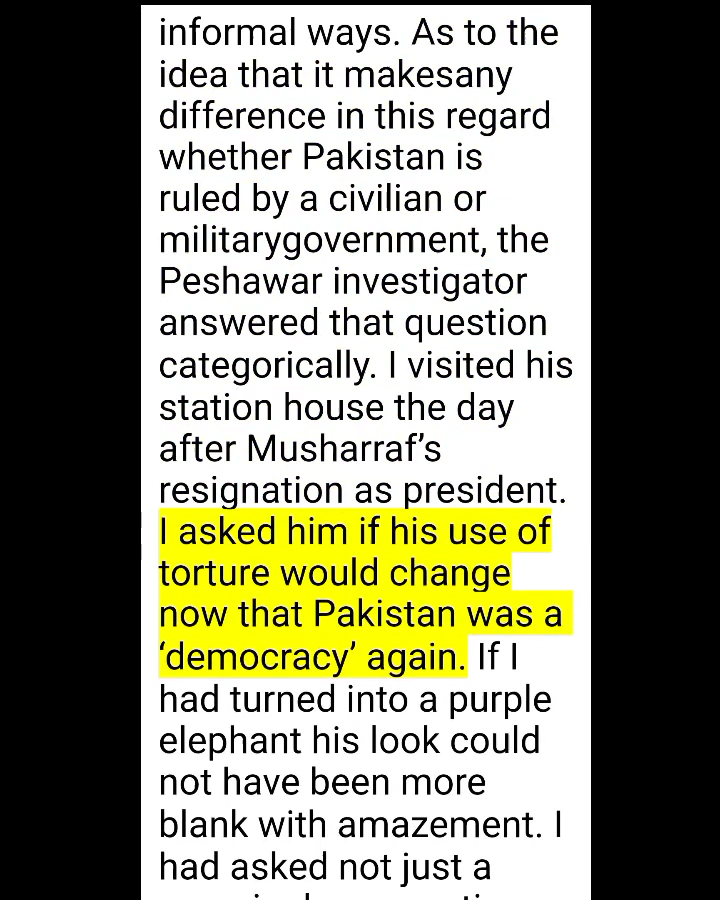 informal ways. As to the
idea that it makesany
difference in this regard
whether Pakistan is
ruled by a civilian or
militarygovernment, the
Peshawar investigator
answered that question
categorically. I visited his
station house the day
after Musharraf’s
resignation as president.
I asked him if his use of
torture would change
now that Pakistan was a
‘democracy’ again. If I
had turned into a purple
elephant his look could
not have been more
blank with amazement. I
had asked not just a